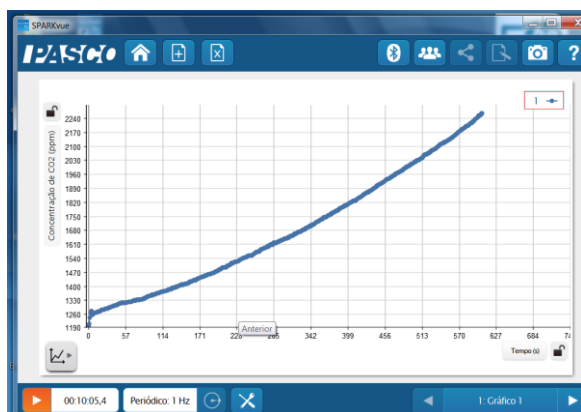 SPARKvue
PASCO
?
1
Concentração de CO2 (ppm)
2240
2170
2100
2030
1960
1890
1820
1750
1680
1610
1540
1470
1400
1330
1260
1190
0 57 114 171 228 285 342 399 456 513 570 627 684 74
Anterior
Tempo (s)
00:10:05,4
Periódico: 1 Hz
1: Gráfico 1